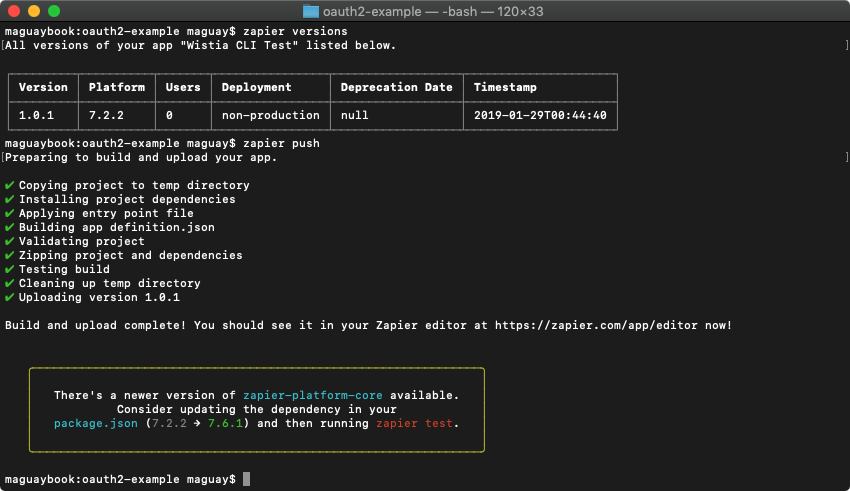 oauth2-example — -bash — 120×33
maguaybook:oauth2-example maguay$ zapier versions
[All versions of your app "Wistia CLI Test" listed below. ]
Version Platform Users Deployment Deprecation Date Timestamp
1.0.1 7.2.2 0 non-production null 2019-01-29T00:44:40
maguaybook:oauth2-example maguay$ zapier push
[Preparing to build and upload your app. ]
✔ Copying project to temp directory
✔ Installing project dependencies
✔ Applying entry point file
✔ Building app definition.json
✔ Validating project
✔ Zipping project and dependencies
✔ Testing build
✔ Cleaning up temp directory
✔ Uploading version 1.0.1
Build and upload complete! You should see it in your Zapier editor at https://zapier.com/app/editor now!
There's a newer version of zapier-platform-core available.
Consider updating the dependency in your
package.json (7.2.2 → 7.6.1) and then running zapier test.
maguaybook:oauth2-example maguay$